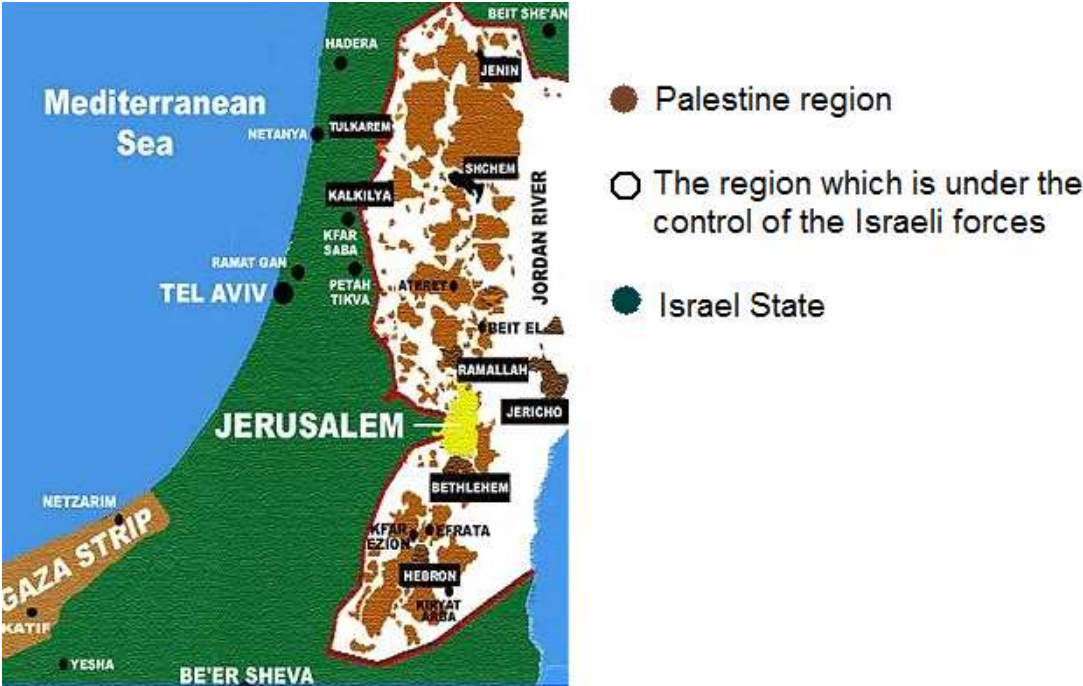 BEIT SHE'AN
HADERA
JENIN
Mediterranean
Sea
NETANYA
TULKAREM
SHCHEM
KALKILYA
KFAR
SABA
JORDAN RIVER
RAMAT GAN
TEL AVIV
PETAH-
TIKVA
ATERET
BEIT EL
RAMALLAH
JERICHO
JERUSALEM
BETHLEHEM
NETZARIM
GAZA STRIP
KFAR
EZION
EFRATA
HEBRON
KIRYAT
ARBA
KATIF
YESHA
BE'ER SHEVA
Palestine region
The region which is under the
control of the Israeli forces
Israel State